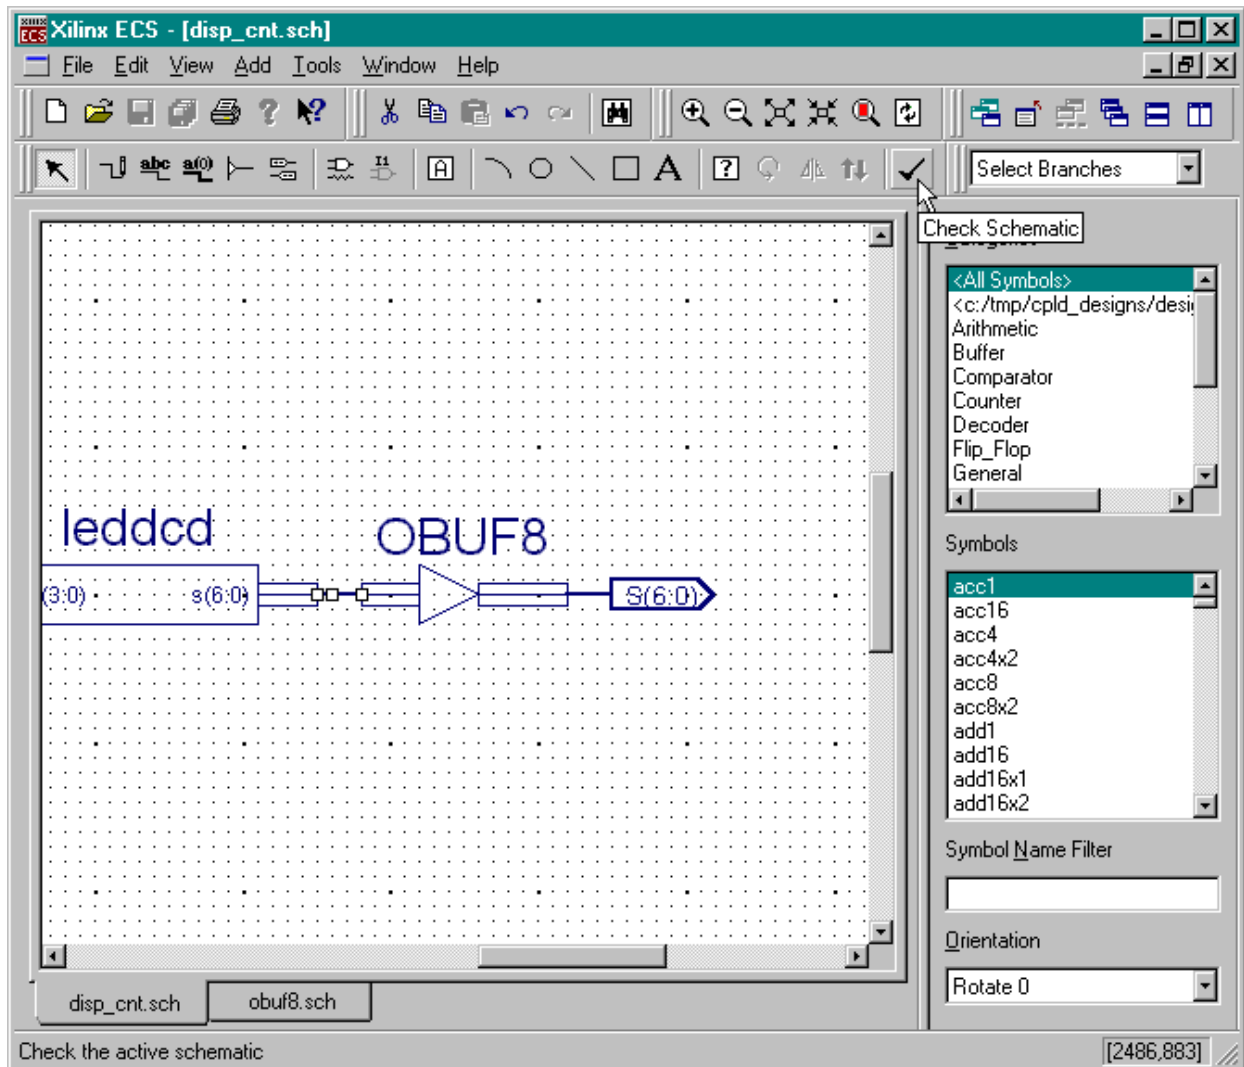 Xilinx ECS - [disp_cnt.sch]
File Edit View Add Tools Window Help
abc a(0) I1 A A ?
Select Branches
Check Schematic
<All Symbols>
<c:/tmp/cpld_designs/desi
Arithmetic
Buffer
Comparator
Counter
Decoder
Flip_Flop
General
leddcd
OBUF8
(3:0) s(6:0) S(6:0)
Symbols
acc1
acc16
acc4
acc4x2
acc8
acc8x2
add1
add16
add16x1
add16x2
Symbol Name Filter
Orientation
Rotate 0
disp_cnt.sch obuf8.sch
Check the active schematic [2486,883]